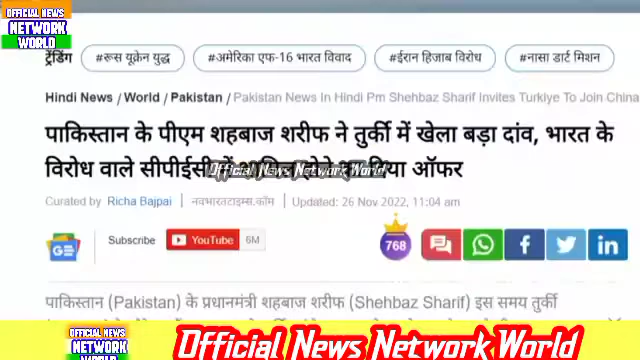 OFFICIAL NEWS
NETWORK
WORLD
ट्रेंडिंग #रूस यूक्रेन युद्ध #अमेरिका एफ-16 भारत विवाद #ईरान हिजाब विरोध #नासा डार्ट मिशन
Hindi News / World / Pakistan / Pakistan News In Hindi Pm Shehbaz Sharif Invites Turkiye To Join China
पाकिस्तान के पीएम शहबाज शरीफ ने तुर्की में खेला बड़ा दांव, भारत के
विरोध वाले सीपीईसी में ऑफर
Official News Network World
Curated by Richa Bajpai | नवभारतटाइम्स.कॉम | Updated: 26 Nov 2022, 11:04 am
Subscribe YouTube 6M 768
पाकिस्तान (Pakistan) के प्रधानमंत्री शहबाज शरीफ (Shehbaz Sharif) इस समय तुर्की
OFFICIAL NEWS
NETWORK
WORLD
Official News Network World